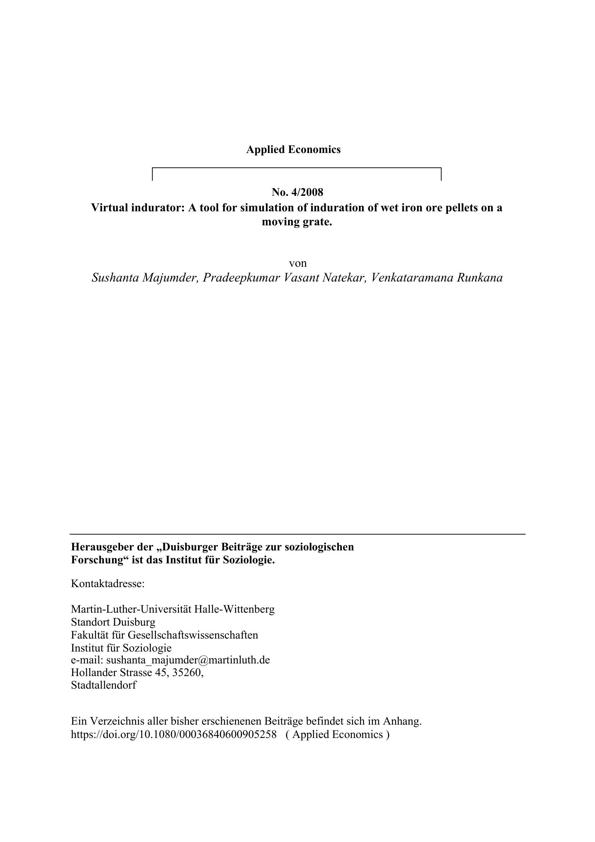 Applied Economics
No. 4/2008
Virtual indurator: A tool for simulation of induration of wet iron ore pellets on a
moving grate.
von
Sushanta Majumder, Pradeepkumar Vasant Natekar, Venkataramana Runkana
Herausgeber der „Duisburger Beiträge zur soziologischen
Forschung“ ist das Institut für Soziologie.
Kontaktadresse:
Martin-Luther-Universität Halle-Wittenberg
Standort Duisburg
Fakultät für Gesellschaftswissenschaften
Institut für Soziologie
e-mail: sushanta_majumder@martinluth.de
Hollander Strasse 45, 35260,
Stadtallendorf
Ein Verzeichnis aller bisher erschienenen Beiträge befindet sich im Anhang.
https://doi.org/10.1080/00036840600905258 ( Applied Economics )